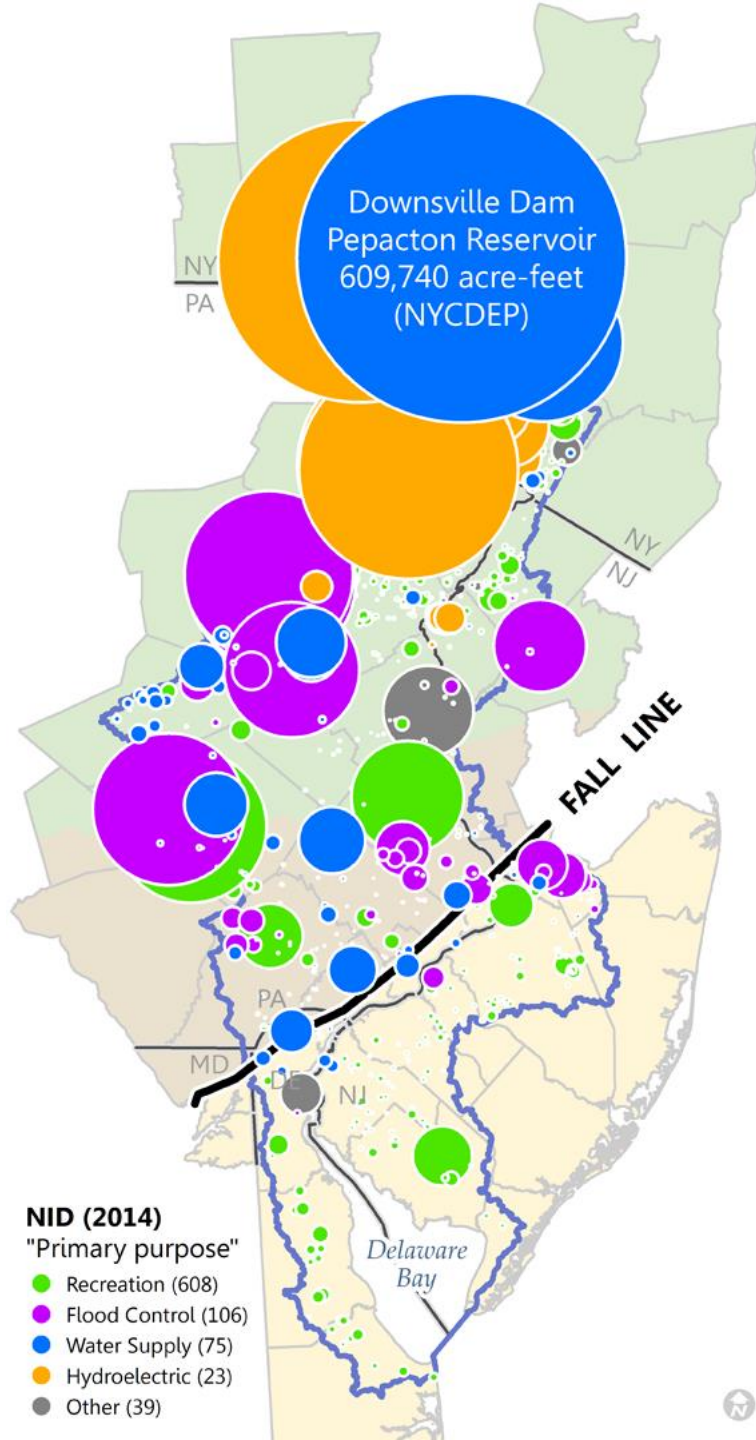 Downsville Dam
Pepacton Reservoir
609,740 acre-feet
(NYCDEP)
NY
PA
NY
NJ
FALL LINE
PA
MD
DE
NJ
Delaware
Bay
NID (2014)
"Primary purpose"
Recreation (608)
Flood Control (106)
Water Supply (75)
Hydroelectric (23)
Other (39)
N